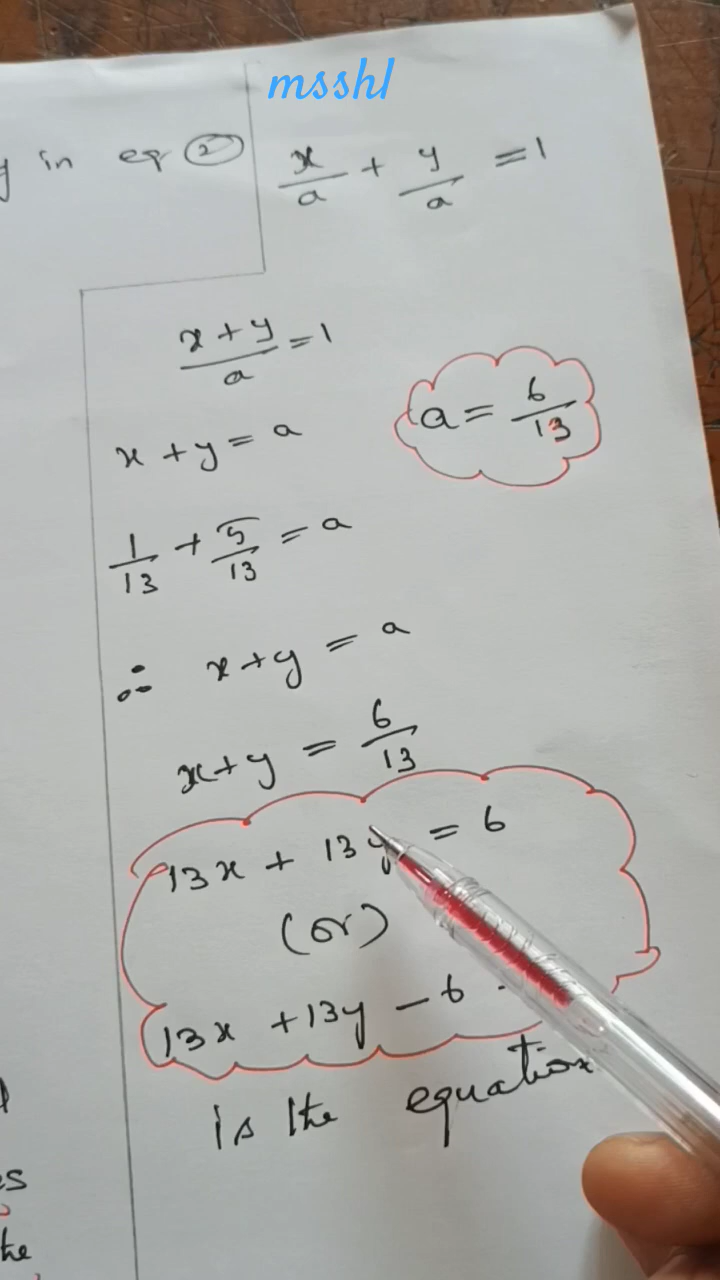 msshl
y in eq ②
x/a + y/a = 1
x + y/a = 1
a = 6/13
x + y = a
1/13 + 5/13 = a
∴ x + y = a
x + y = 6/13
13x + 13y = 6
(or)
13x + 13y - 6
is the equation